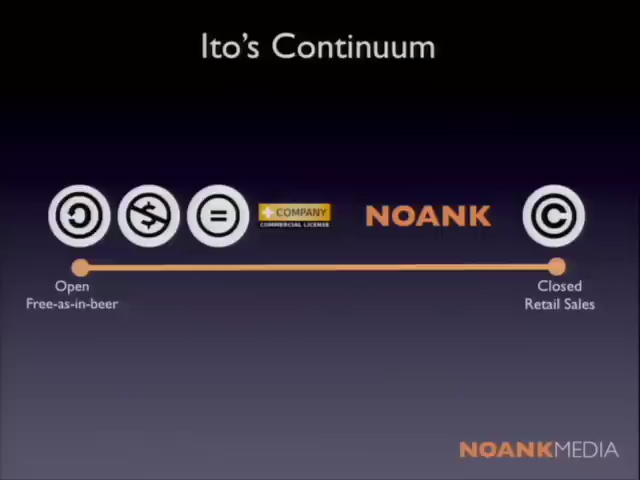 Ito's Continuum
+COMPANY
COMMERCIAL LICENSE
NOANK
©
Open
Free-as-in-beer
Closed
Retail Sales
NOANKMEDIA